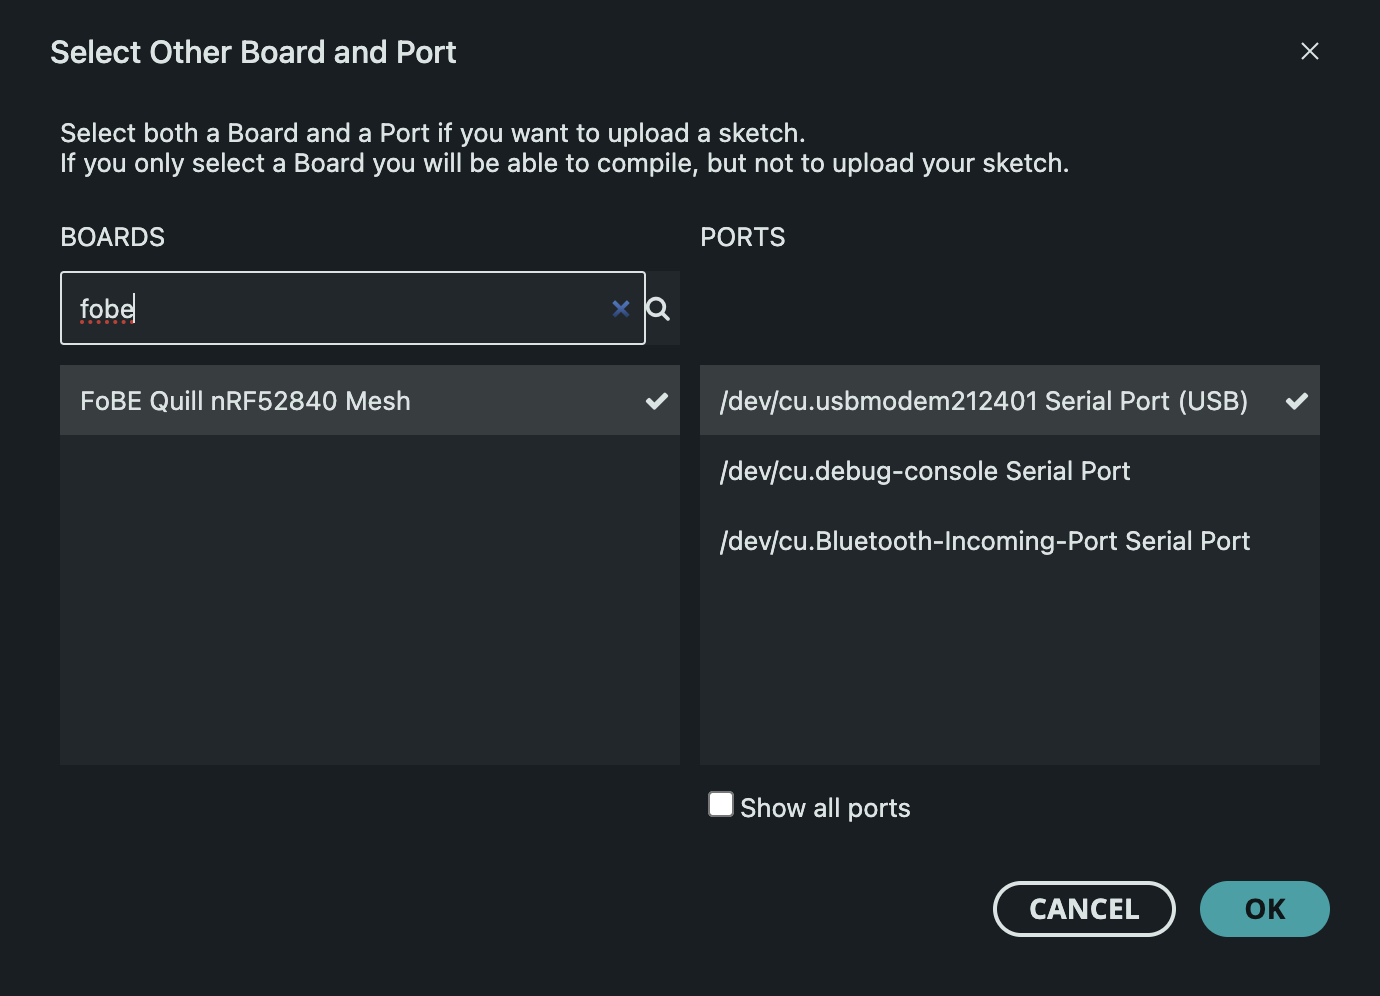 Select Other Board and Port
Select both a Board and a Port if you want to upload a sketch.
If you only select a Board you will be able to compile, but not to upload your sketch.
BOARDS
fobe
FoBE Quill nRF52840 Mesh
PORTS
/dev/cu.usbmodem212401 Serial Port (USB)
/dev/cu.debug-console Serial Port
/dev/cu.Bluetooth-Incoming-Port Serial Port
Show all ports
CANCEL
OK